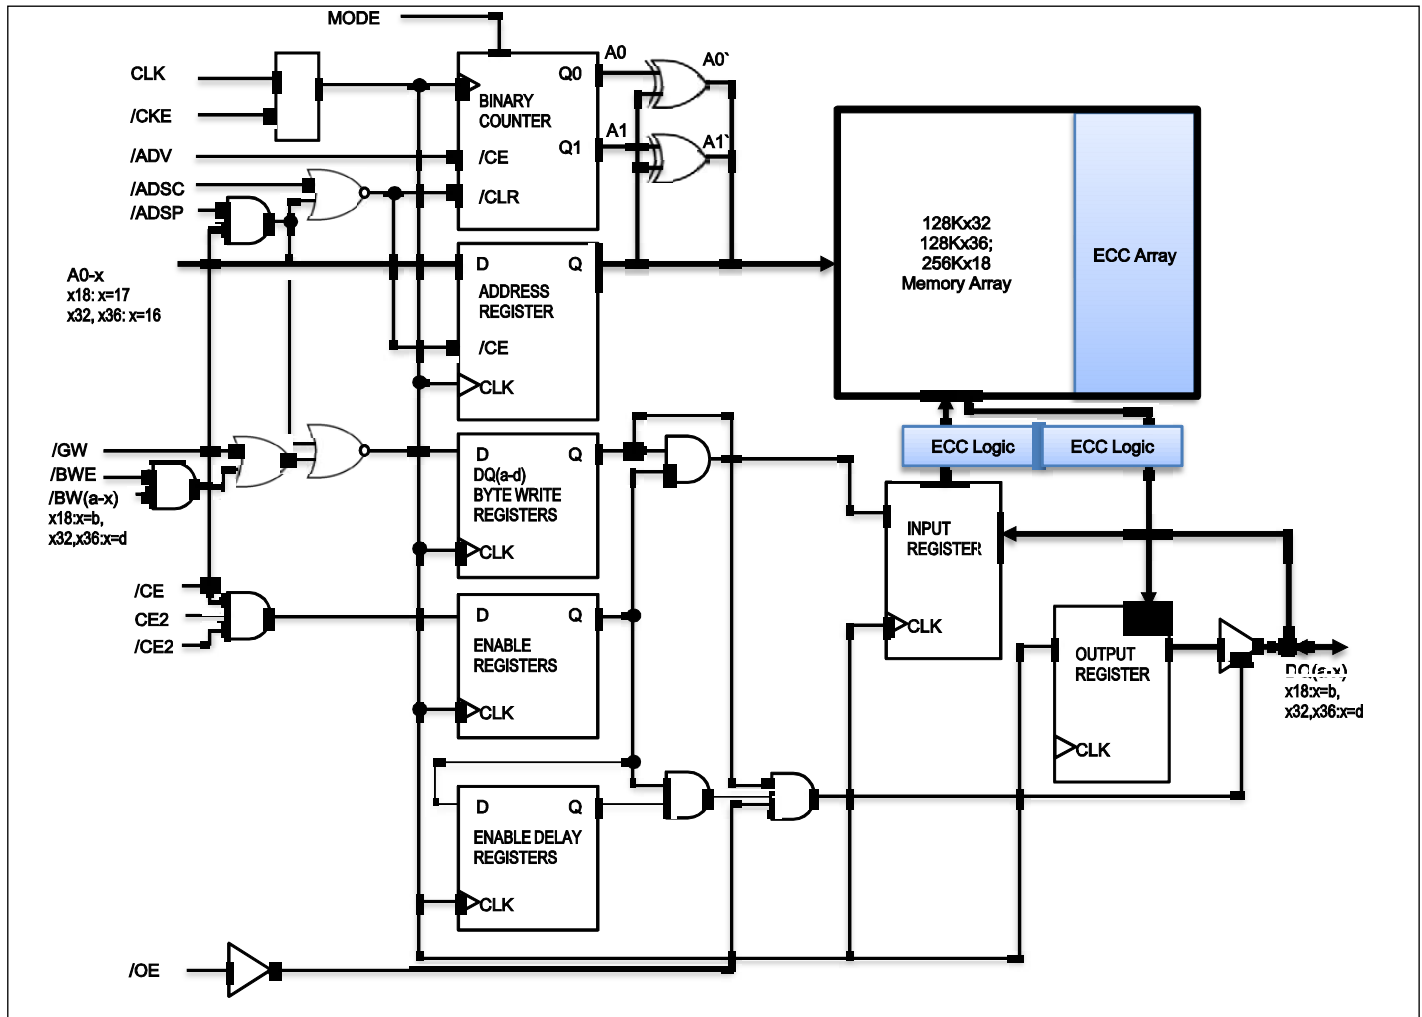 MODE
CLK
/CKE
/ADV
/ADSC
/ADSP
A0-x
x18: x=17
x32, x36: x=16
/GW
/BWE
/BW(a-x)
x18:x=b,
x32,x36:x=d
/CE
CE2
/CE2
/OE
Q0
BINARY
COUNTER
Q1
/CE
/CLR
A0
A0`
A1
A1`
D Q
ADDRESS
REGISTER
/CE
CLK
D Q
DQ(a-d)
BYTE WRITE
REGISTERS
CLK
D Q
ENABLE
REGISTERS
CLK
D Q
ENABLE DELAY
REGISTERS
CLK
128Kx32
128Kx36;
256Kx18
Memory Array
ECC Array
ECC Logic
ECC Logic
INPUT
REGISTER
CLK
OUTPUT
REGISTER
CLK
DQ(a-x)
x18:x=b,
x32,x36:x=d